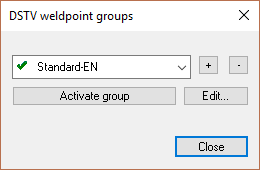 DSTV weldpoint groups
Standard-EN + -
Activate group Edit...
Close